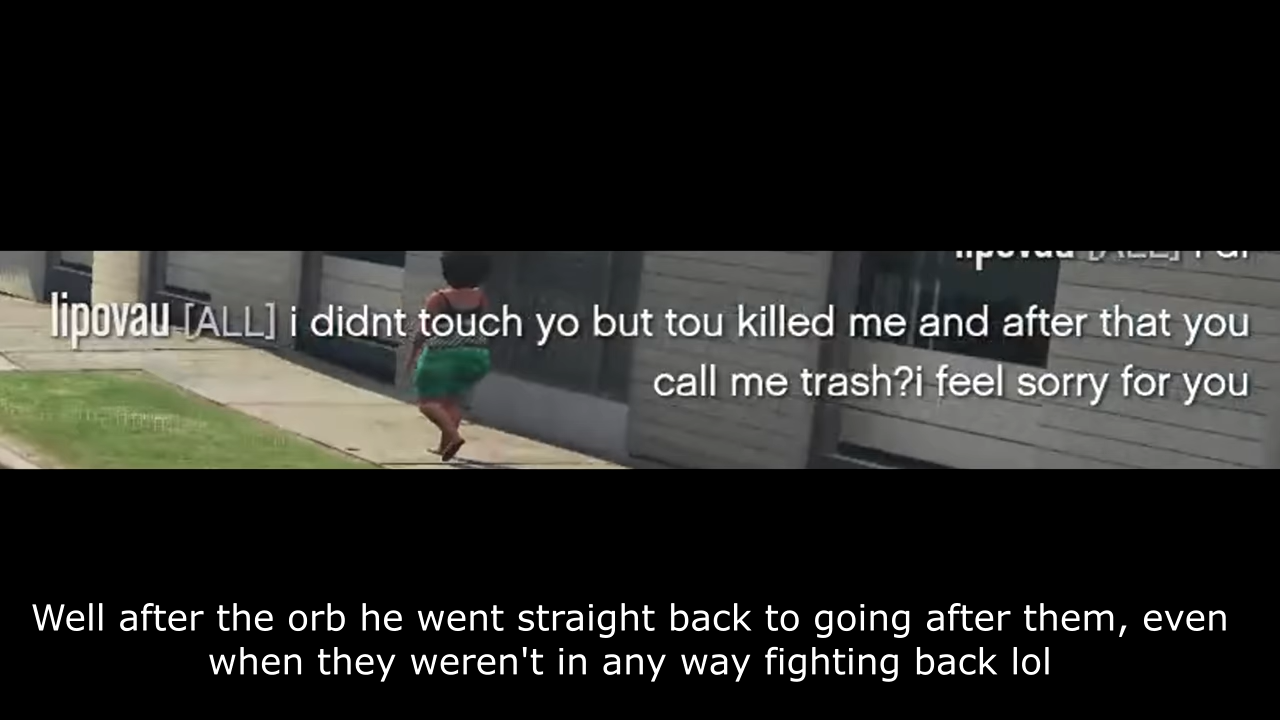 lipovau [ALL]
lipovau [ALL] i didnt touch yo but tou killed me and after that you
call me trash?i feel sorry for you
Well after the orb he went straight back to going after them, even
when they weren't in any way fighting back lol